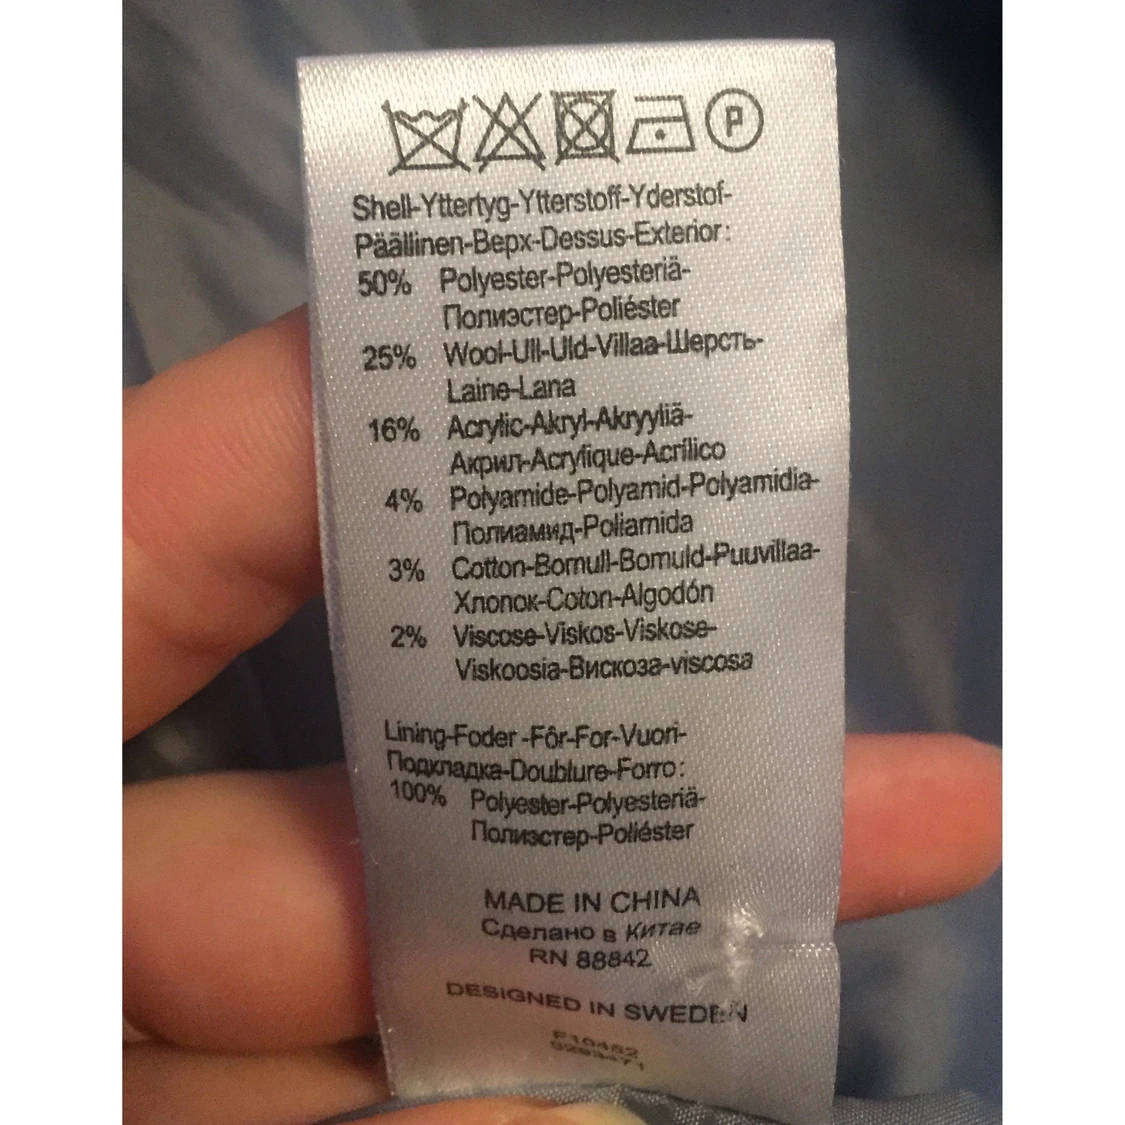 P
Shell-Yttertyg-Ytterstoff-Yderstof-
Päällinen-Верх-Dessus-Exterior:
50% Polyester-Polyesteriä-
Полиэстер-Poliéster
25% Wool-Ull-Uld-Villaa-Шерсть-
Laine-Lana
16% Acrylic-Akryl-Akryyliä-
Акрил-Acrylique-Acrílico
4% Polyamide-Polyamid-Polyamidia-
Полиамид-Poliamida
3% Cotton-Bomull-Bomuld-Puuvillaa-
Хлопок-Coton-Algodón
2% Viscose-Viskos-Viskose-
Viskoosia-Вискоза-viscosa
Lining-Foder -Fôr-For-Vuori-
Подкладка-Doublure-Forro:
100% Polyester-Polyesteriä-
Полиэстер-Poliéster
MADE IN CHINA
Сделано в Китае
RN 88842
DESIGNED IN SWEDEN